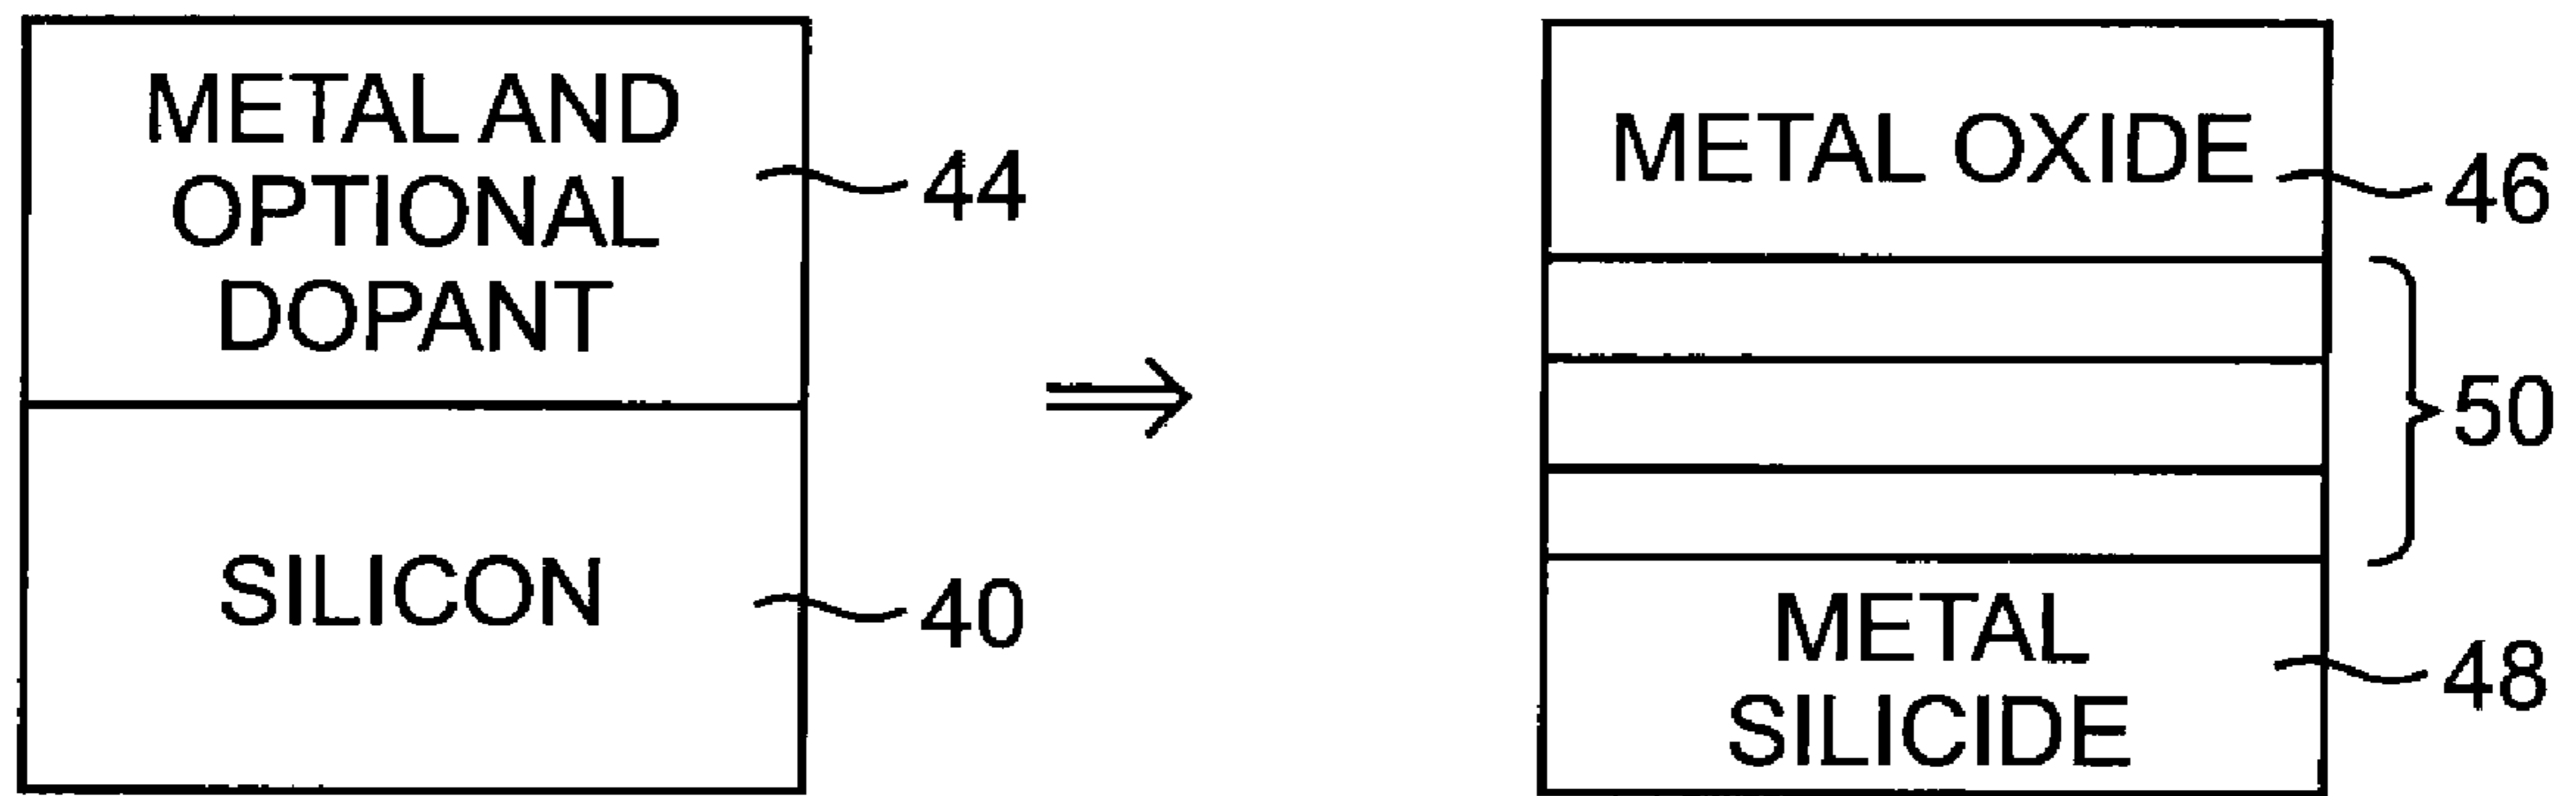 METAL AND
OPTIONAL
DOPANT
44
SILICON
40
METAL OXIDE
46
50
METAL
SILICIDE
48